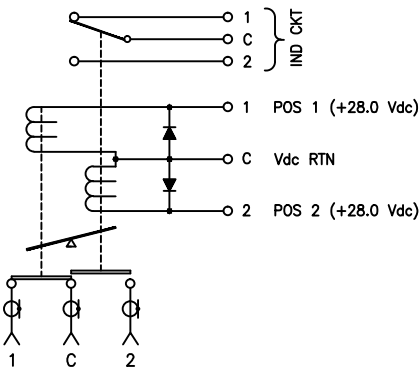 1
C
2
IND CKT
1 POS 1 (+28.0 Vdc)
C Vdc RTN
2 POS 2 (+28.0 Vdc)
1 C 2